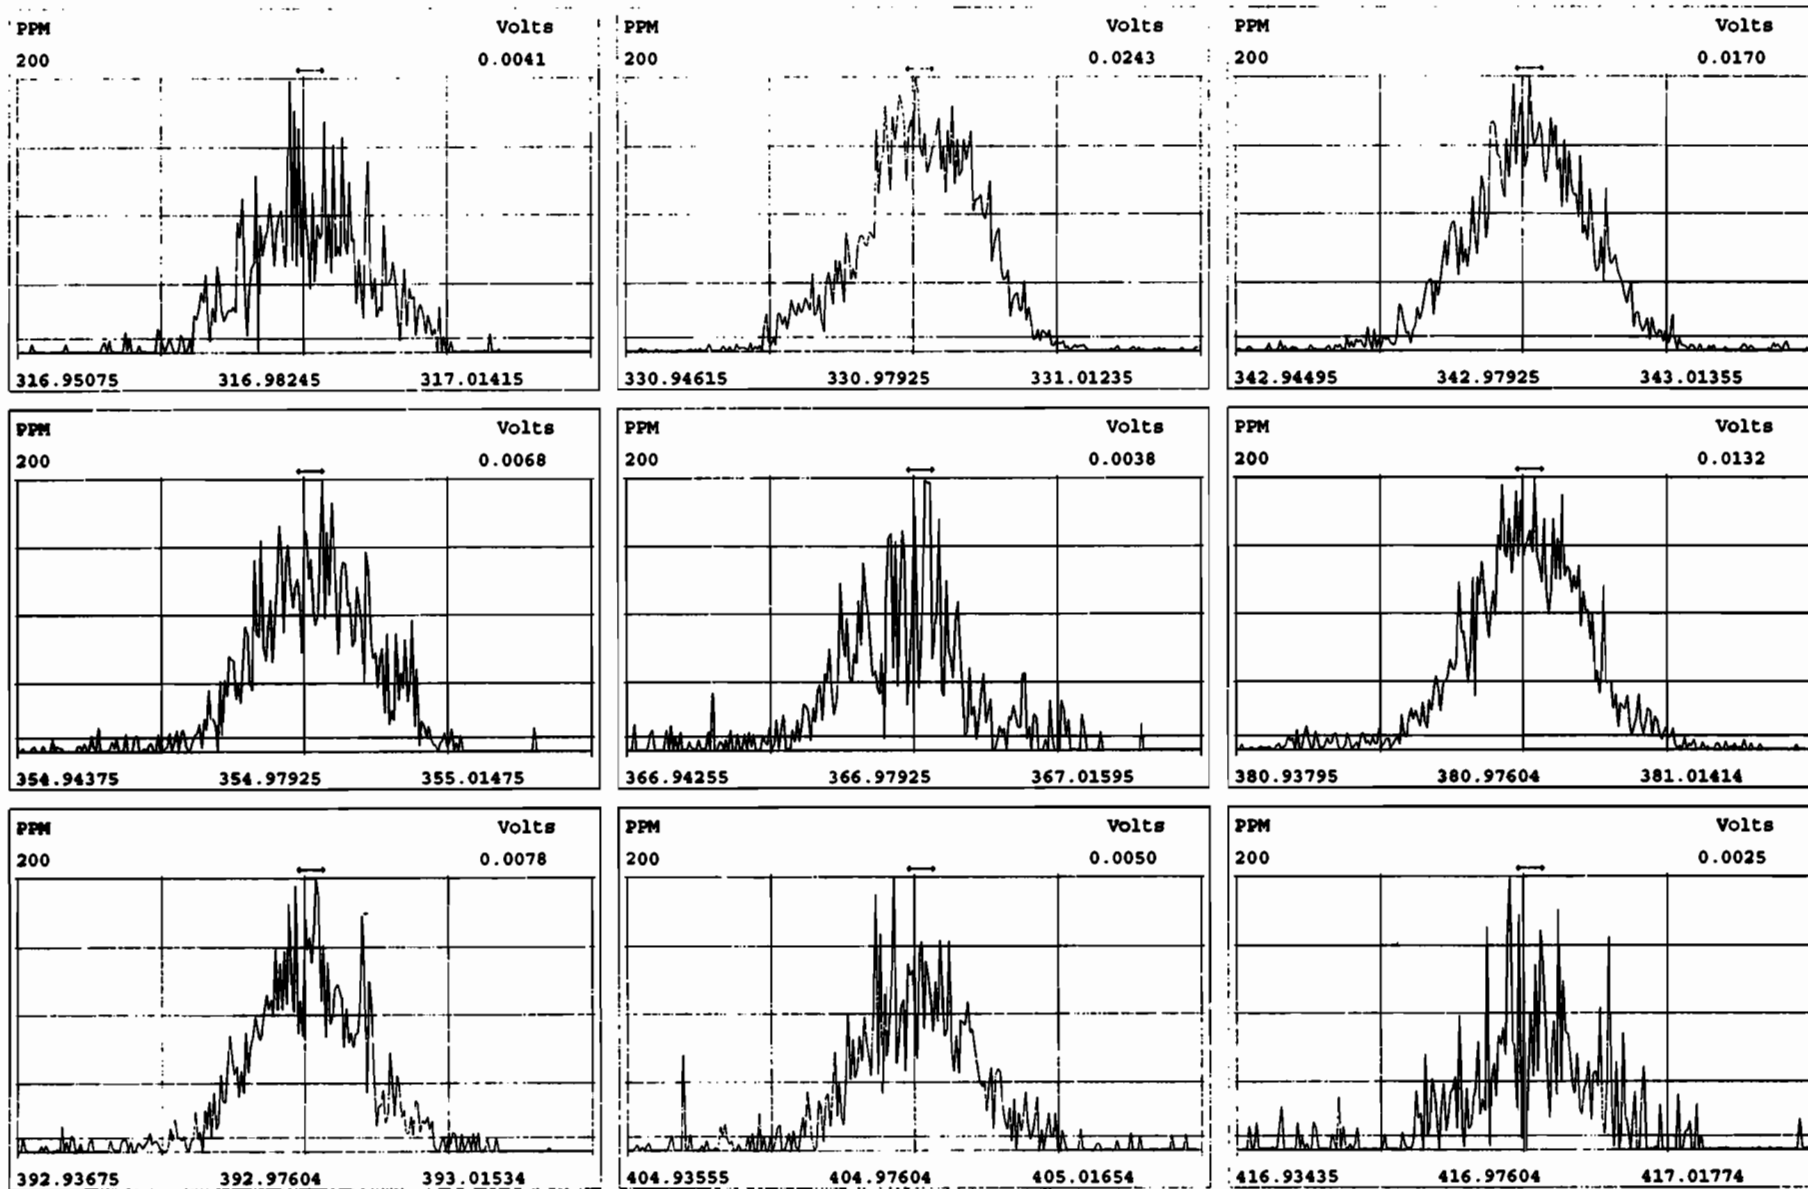 PPM Volts
200 0.0041
316.95075 316.98245 317.01415
PPM Volts
200 0.0243
330.94615 330.97925 331.01235
PPM Volts
200 0.0170
342.94495 342.97925 343.01355
PPM Volts
200 0.0068
354.94375 354.97925 355.01475
PPM Volts
200 0.0038
366.94255 366.97925 367.01595
PPM Volts
200 0.0132
380.93795 380.97604 381.01414
PPM Volts
200 0.0078
392.93675 392.97604 393.01534
PPM Volts
200 0.0050
404.93555 404.97604 405.01654
PPM Volts
200 0.0025
416.93435 416.97604 417.01774